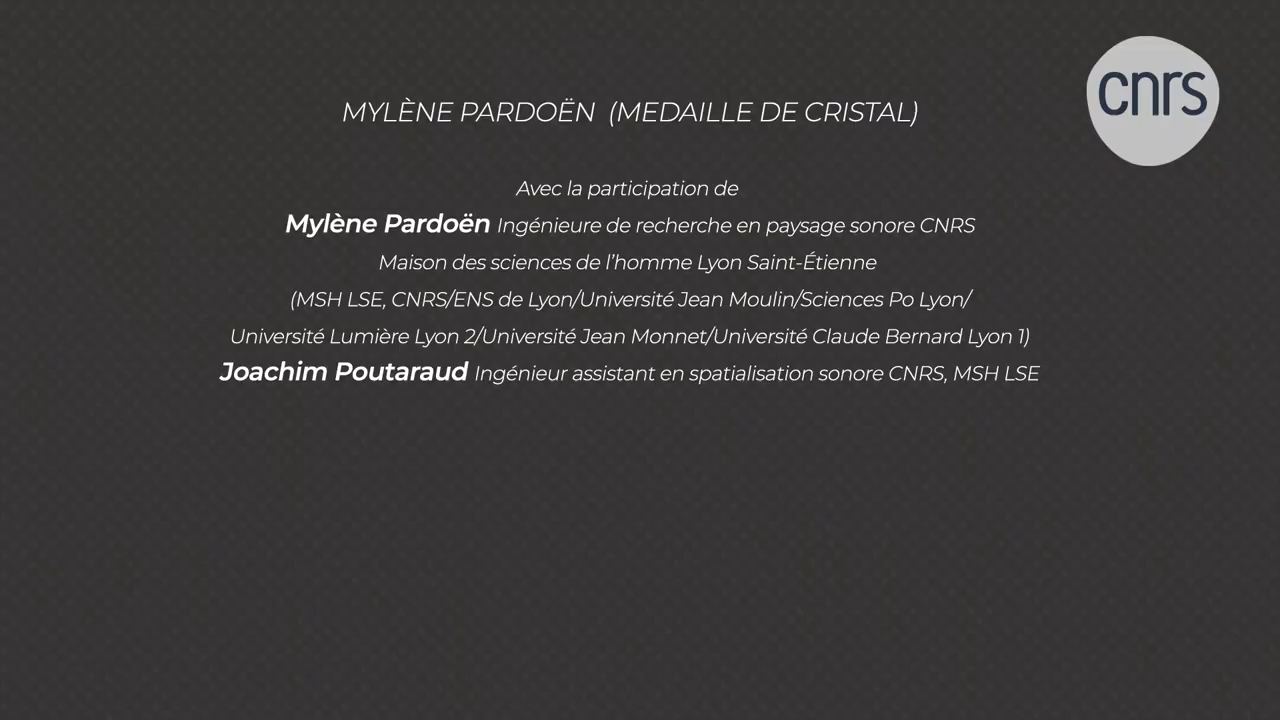 cnrs
MYLÈNE PARDOËN (MEDAILLE DE CRISTAL)
Avec la participation de
Mylène Pardoën Ingénieure de recherche en paysage sonore CNRS
Maison des sciences de l’homme Lyon Saint-Étienne
(MSH LSE, CNRS/ENS de Lyon/Université Jean Moulin/Sciences Po Lyon/
Université Lumière Lyon 2/Université Jean Monnet/Université Claude Bernard Lyon 1)
Joachim Poutaraud Ingénieur assistant en spatialisation sonore CNRS, MSH LSE